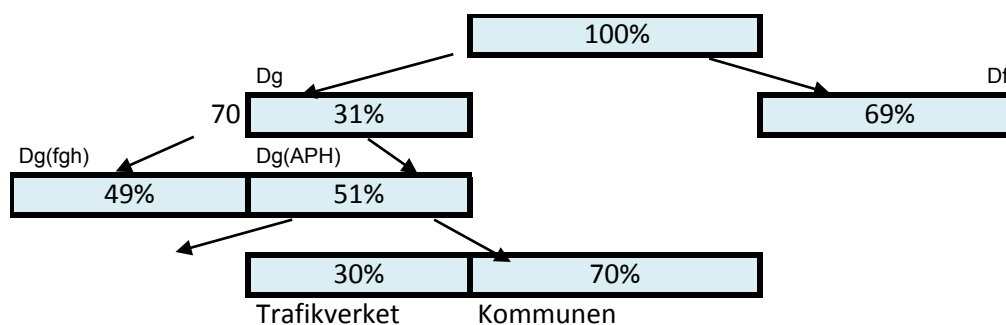 100%
Dg
Df
70 31% 69%
Dg(fgh) Dg(APH)
49% 51%
30% 70%
Trafikverket Kommunen